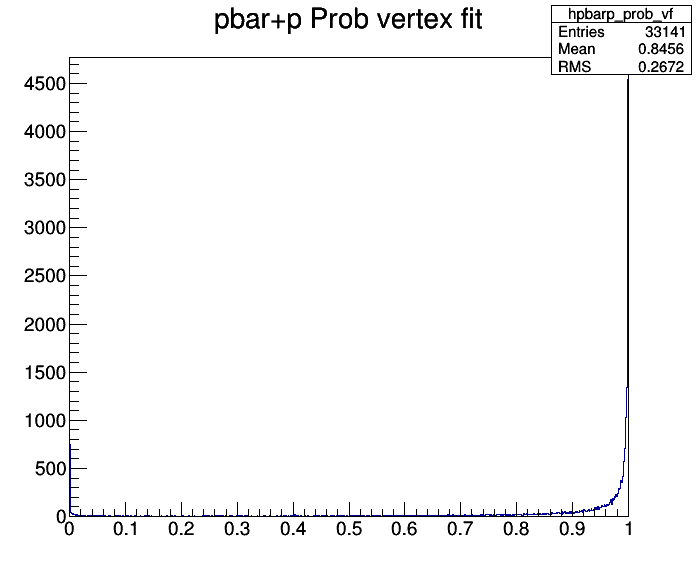 pbar+p Prob vertex fit
hpbarp_prob_vf
Entries 33141
Mean 0.8456
RMS 0.2672
4500
4000
3500
3000
2500
2000
1500
1000
500
0
0 0.1 0.2 0.3 0.4 0.5 0.6 0.7 0.8 0.9 1